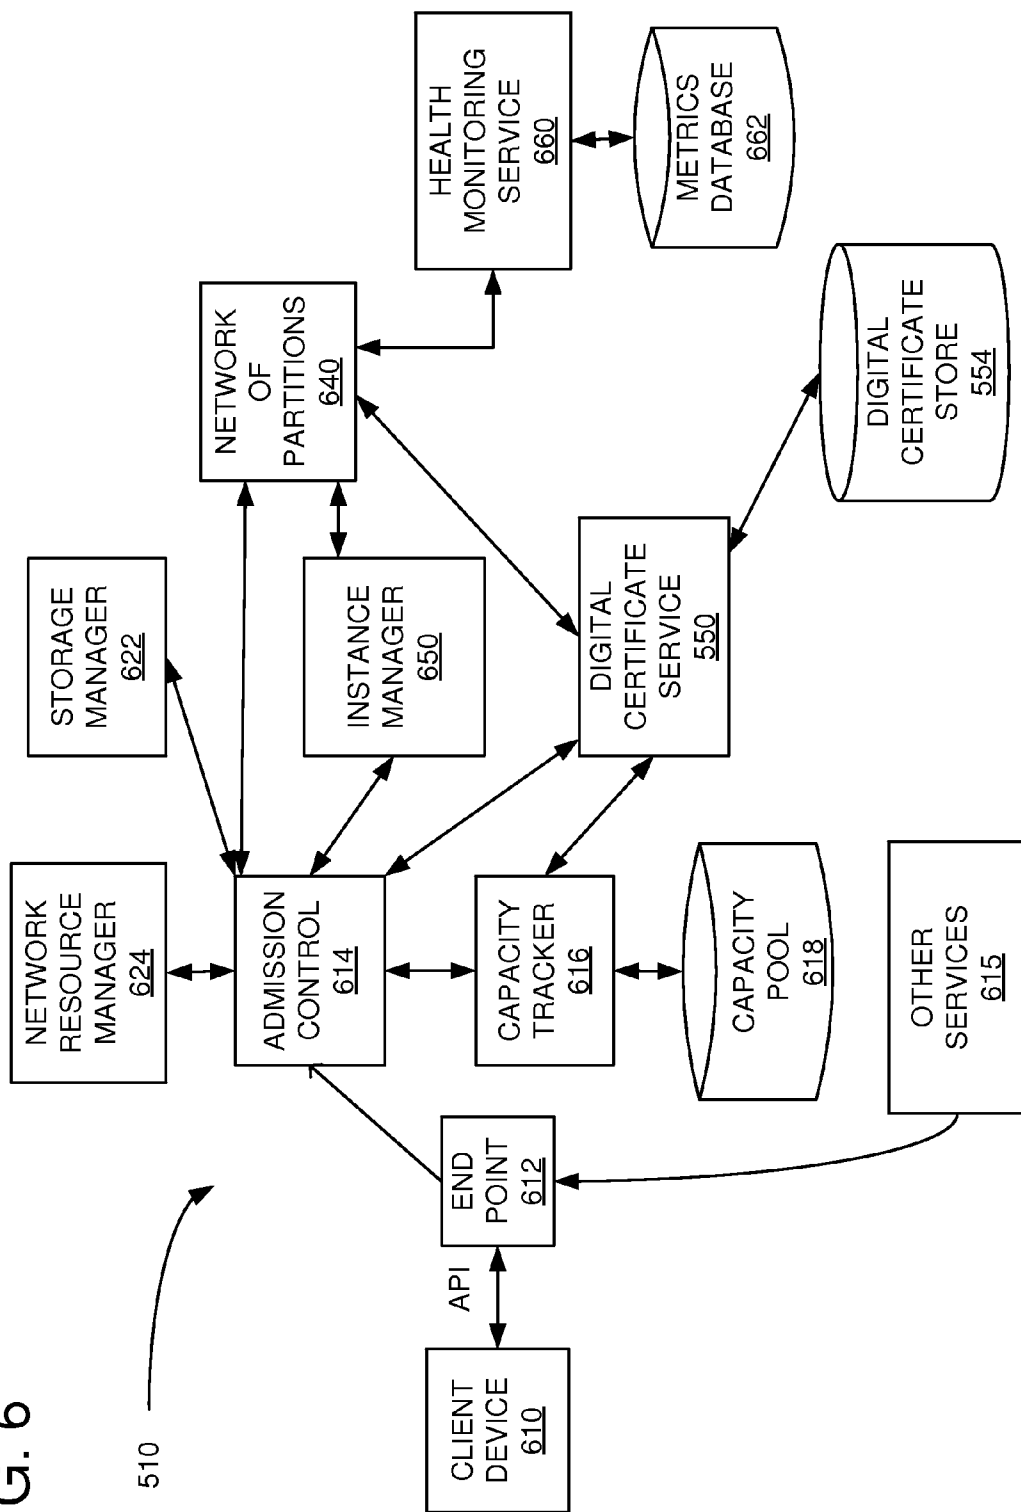 G. 6
510
CLIENT
DEVICE
610
API
END
POINT
612
NETWORK
RESOURCE
MANAGER
624
ADMISSION
CONTROL
614
CAPACITY
TRACKER
616
CAPACITY
POOL
618
OTHER
SERVICES
615
STORAGE
MANAGER
622
INSTANCE
MANAGER
650
DIGITAL
CERTIFICATE
SERVICE
550
NETWORK
OF
PARTITIONS
640
DIGITAL
CERTIFICATE
STORE
554
HEALTH
MONITORING
SERVICE
660
METRICS
DATABASE
662